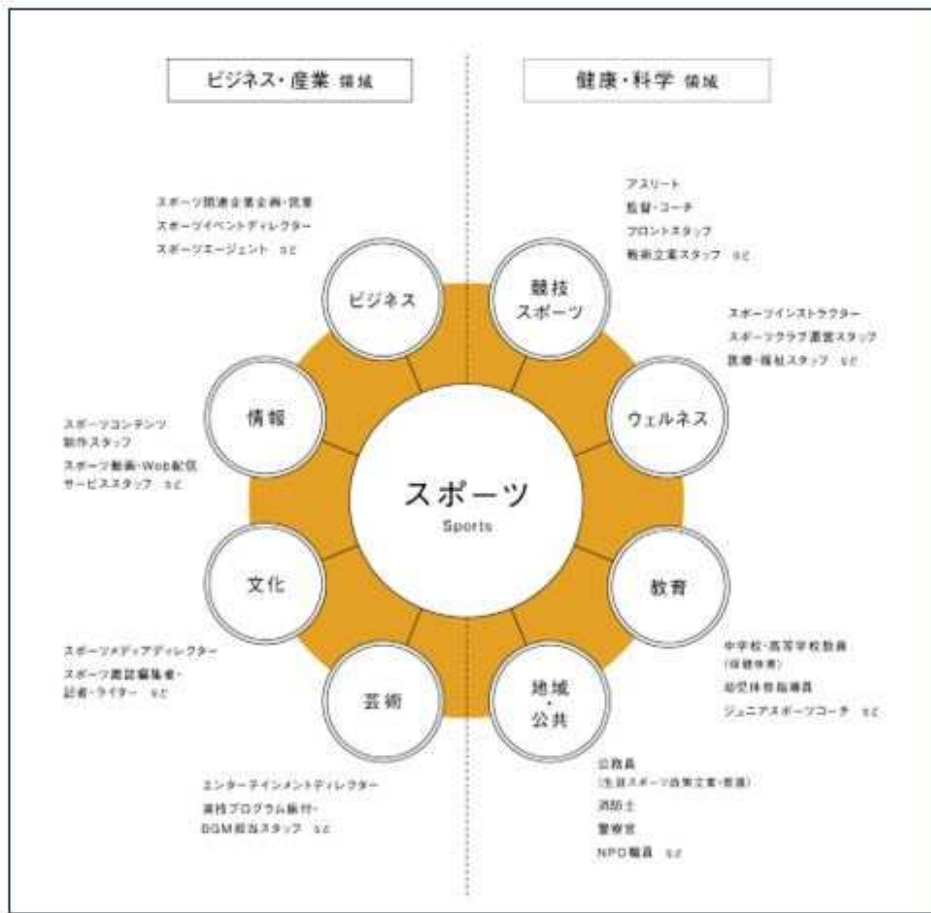 ビジネス・産業 領域
健康・科学 領域
スポーツ関連企業企画・営業
スポーツイベントディレクター
スポーツエージェント など
アスリート
監督・コーチ
フロントスタッフ
戦術立案スタッフ など
ビジネス
競技
スポーツ
スポーツインストラクター
スポーツクラブ運営スタッフ
医療・福祉スタッフ など
情報
ウェルネス
スポーツコンテンツ
制作スタッフ
スポーツ動画・Web配信
サービススタッフ など
スポーツ
Sports
文化
教育
スポーツメディアディレクター
スポーツ雑誌編集者・
記者・ライター など
中学校・高等学校教員
(保健体育)
幼児体育指導員
ジュニアスポーツコーチ など
芸術
地域
・
公共
エンターテインメントディレクター
演技プログラム振付・
BGM担当スタッフ など
公務員
(生涯スポーツ政策立案・推進)
消防士
警察官
NPO職員 など